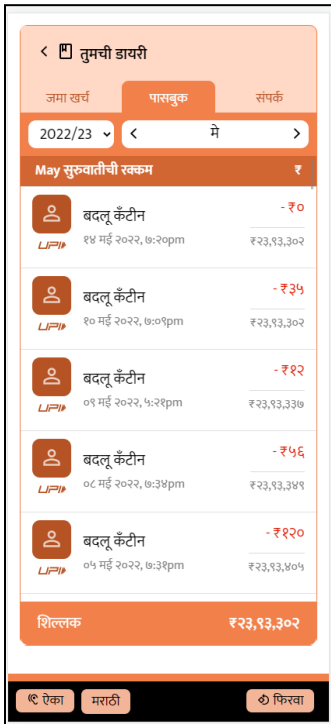 तुमची डायरी
जमा खर्च पासबुक संपर्क
2022/23 मे
May सुरुवातीची रक्कम ₹
बदलू कँटीन - ₹०
UPI १४ मई २०२२, ७:२०pm ₹२३,९३,३०२
बदलू कँटीन - ₹३५
UPI १० मई २०२२, ७:०९pm ₹२३,९३,३०२
बदलू कँटीन - ₹१२
UPI ०९ मई २०२२, ५:२१pm ₹२३,९३,३३७
बदलू कँटीन - ₹५६
UPI ०८ मई २०२२, ७:३४pm ₹२३,९३,३४९
बदलू कँटीन - ₹१२०
UPI ०५ मई २०२२, ७:३१pm ₹२३,९३,४०५
शिल्लक ₹२३,९३,३०२
ऐका मराठी फिरवा